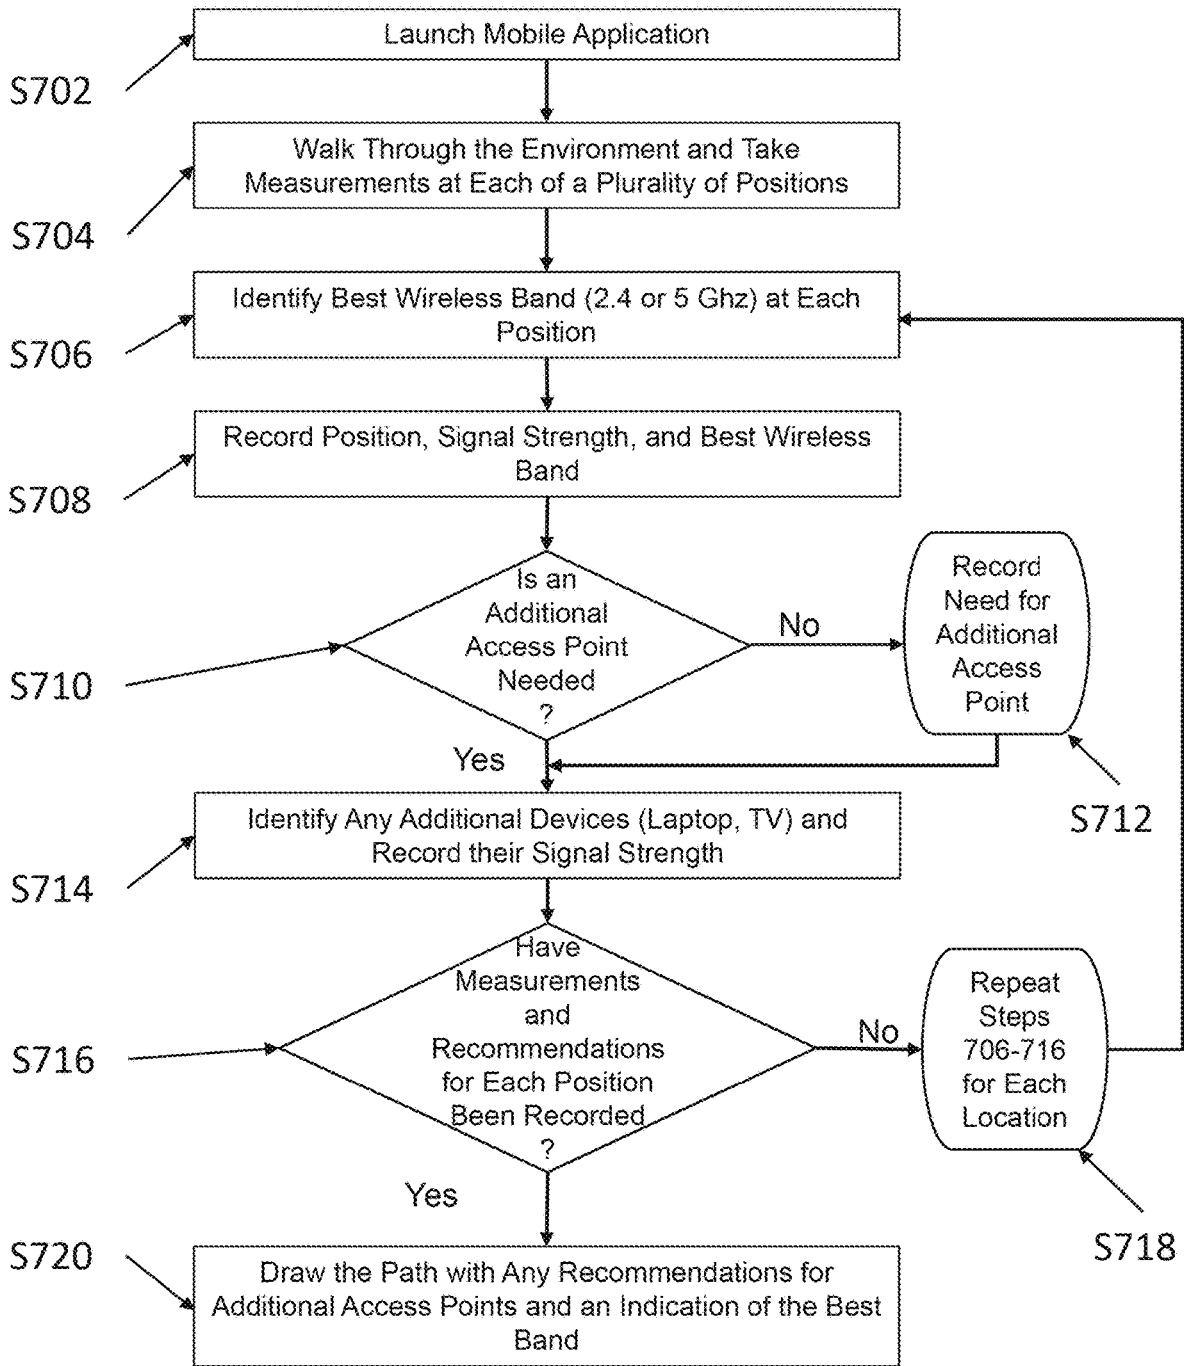 Launch Mobile Application
S702
Walk Through the Environment and Take
Measurements at Each of a Plurality of Positions
S704
Identify Best Wireless Band (2.4 or 5 Ghz) at Each
Position
S706
Record Position, Signal Strength, and Best Wireless
Band
S708
Is an
Additional
Access Point
Needed
?
S710
No
Record
Need for
Additional
Access
Point
S712
Yes
Identify Any Additional Devices (Laptop, TV) and
Record their Signal Strength
S714
Have
Measurements
and
Recommendations
for Each Position
Been Recorded
?
S716
No
Repeat
Steps
706-716
for Each
Location
S718
Yes
S720
Draw the Path with Any Recommendations for
Additional Access Points and an Indication of the Best
Band